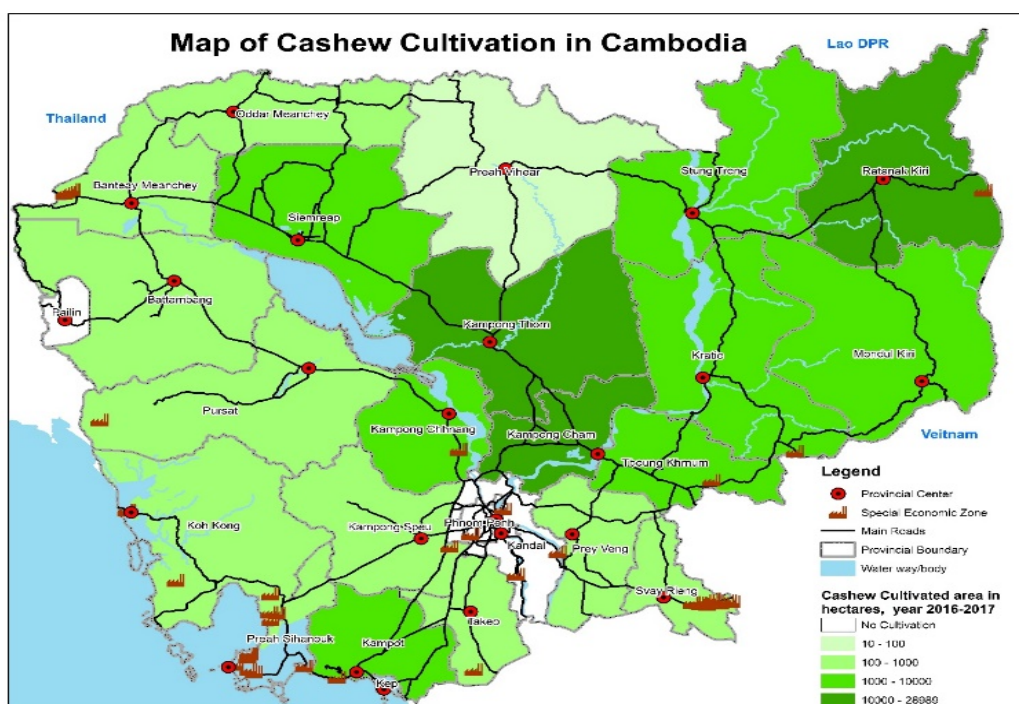 Map of Cashew Cultivation in Cambodia
Lao DPR
Thailand
Oddar Meanchey
Preah Vihear
Stung Treng
Ratanak Kiri
Banteay Meanchey
Siemreap
Battambang
Pailin
Kampong Thom
Kratie
Mondul Kiri
Pursat
Kampong Chhnang
Kampong Cham
Tboung Khmum
Veitnam
Koh Kong
Kampong Speu
Phnom Penh
Kandal
Prey Veng
Svay Rieng
Takeo
Preah Sihanouk
Kampot
Kep
Legend
Provincial Center
Special Economic Zone
Main Roads
Provincial Boundary
Water way/body
Cashew Cultivated area in
hectares, year 2016-2017
No Cultivation
10 - 100
100 - 1000
1000 - 10000
10000 - 28989